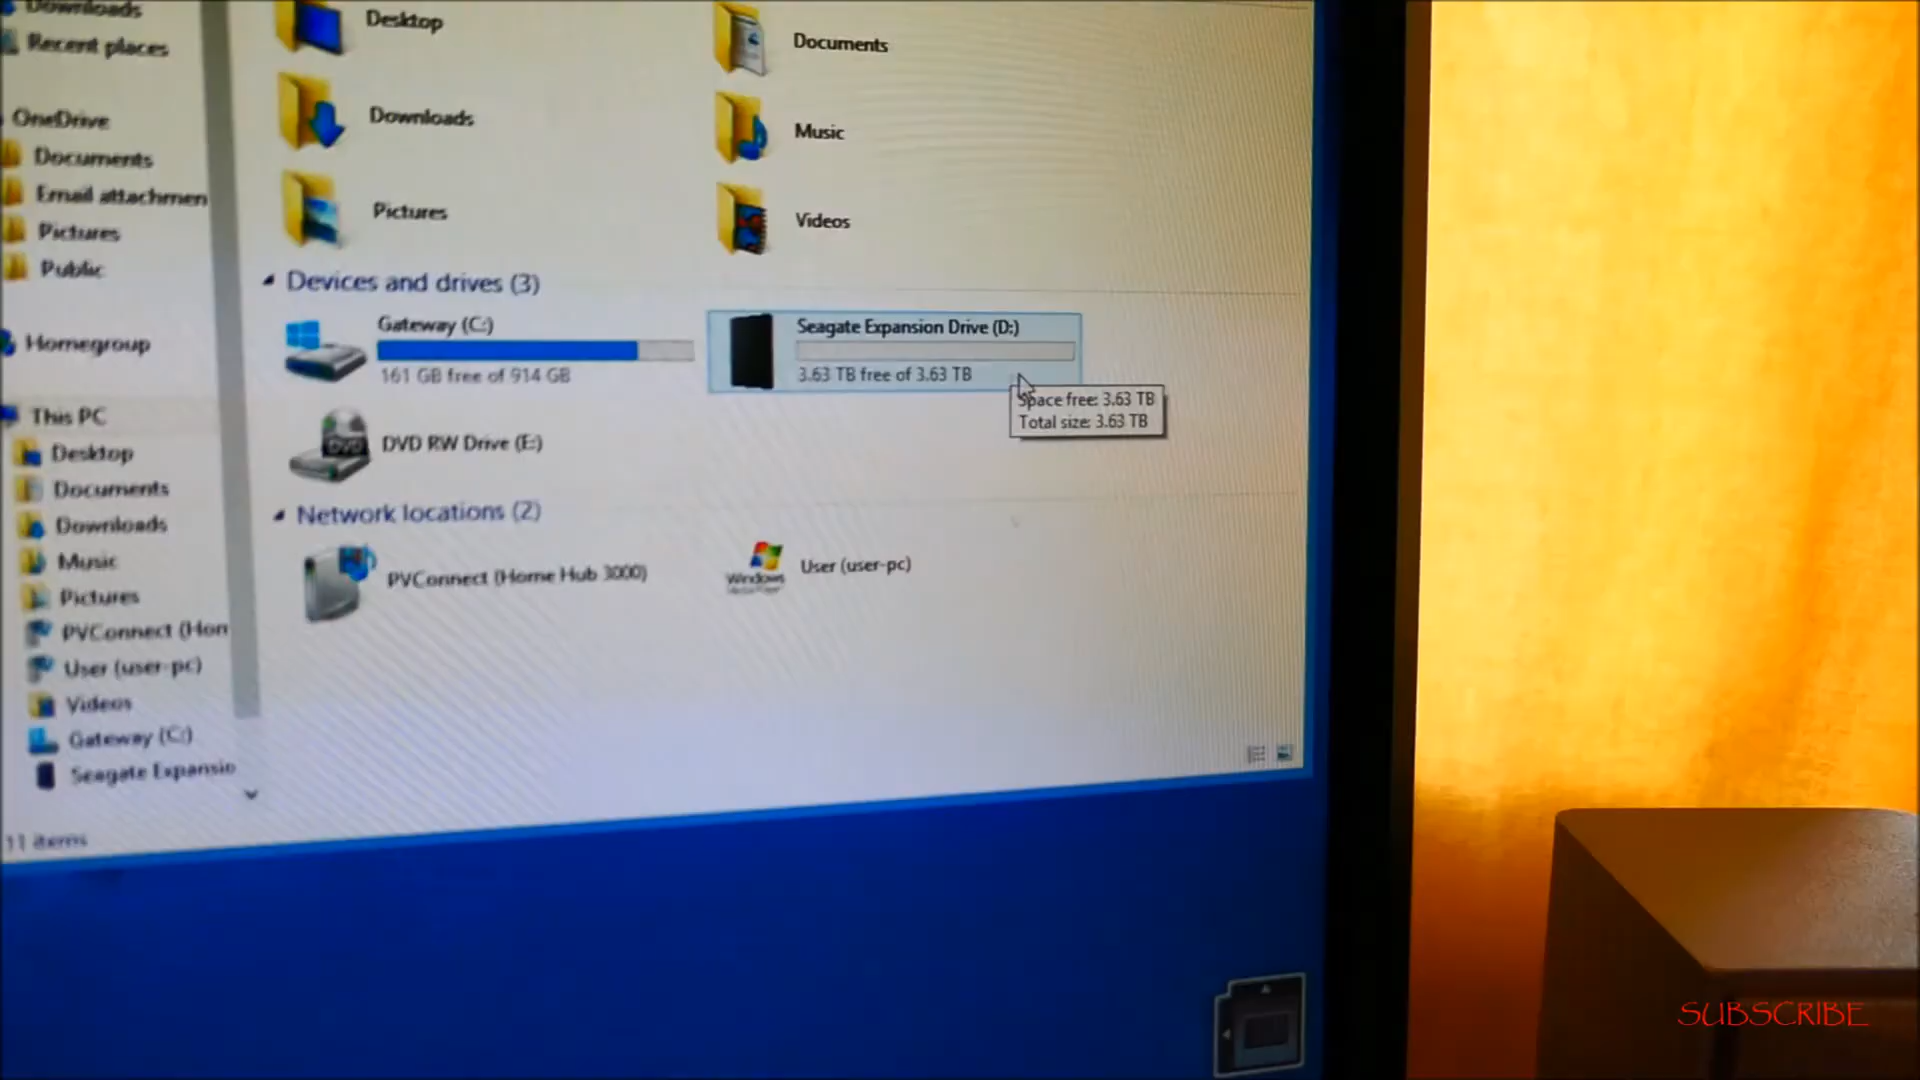 Downloads
Recent places
OneDrive
Documents
Email attachmen
Pictures
Public
Homegroup
This PC
Desktop
Documents
Downloads
Music
Pictures
PVConnect (Hom
User (user-pc)
Videos
Gateway (C:)
Seagate Expansio
11 items
Desktop
Documents
Downloads
Music
Pictures
Videos
Devices and drives (3)
Gateway (C:)
161 GB free of 914 GB
Seagate Expansion Drive (D:)
3.63 TB free of 3.63 TB
Space free: 3.63 TB
Total size: 3.63 TB
DVD
DVD RW Drive (E:)
Network locations (2)
PVConnect (Home Hub 3000)
Windows
User (user-pc)
SUBSCRIBE